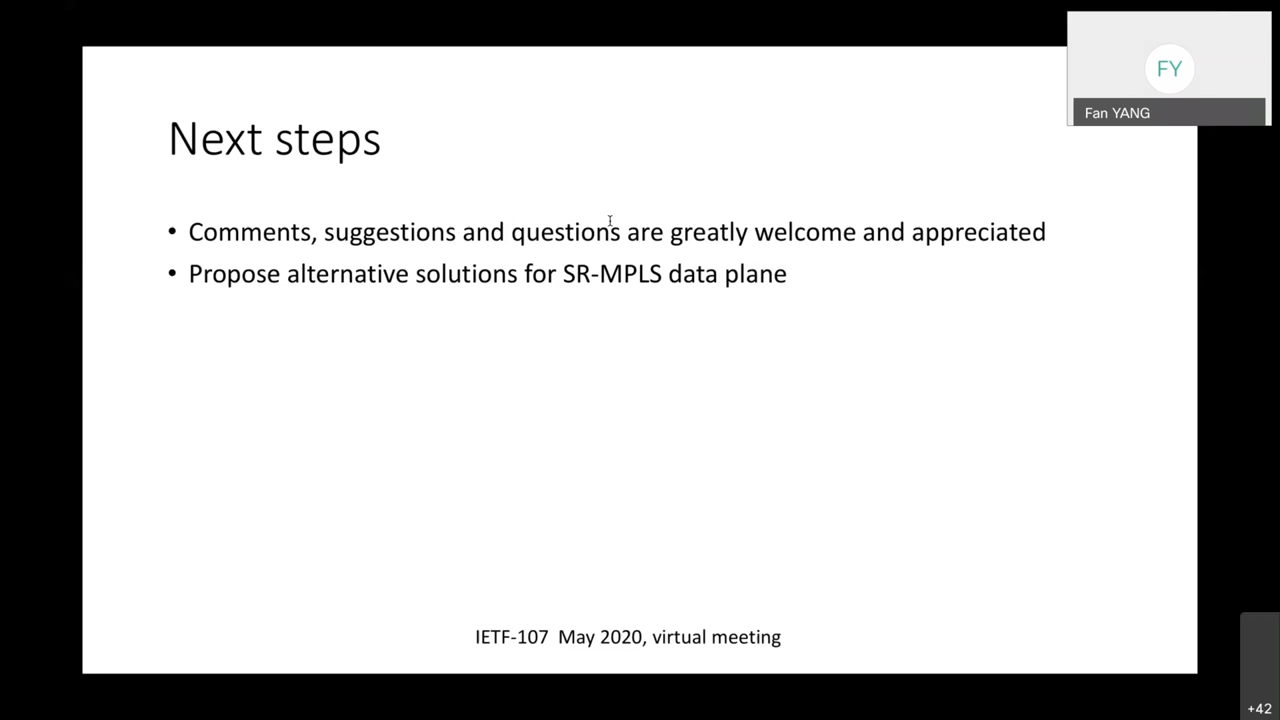 FY
Fan YANG
Next steps
• Comments, suggestions and questions are greatly welcome and appreciated
• Propose alternative solutions for SR-MPLS data plane
IETF-107 May 2020, virtual meeting
+42